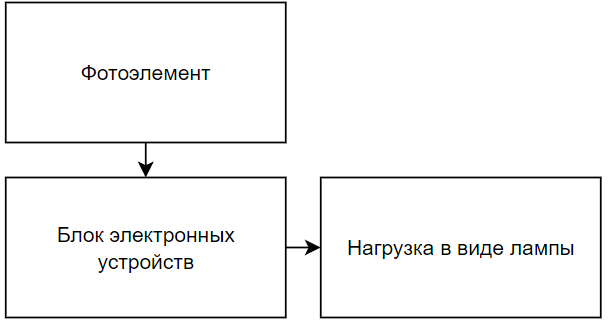 Фотоэлемент
Блок электронных
устройств
Нагрузка в виде лампы